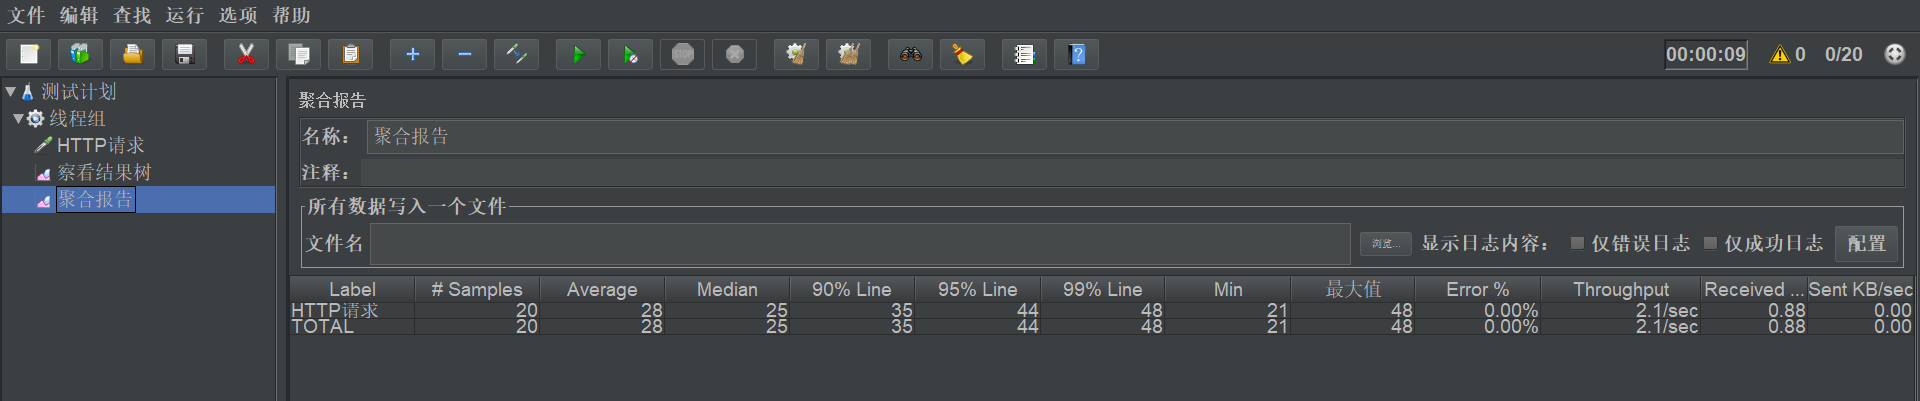 文件 编辑 查找 运行 选项 帮助
STOP 00:00:09 0 0/20
测试计划
线程组
HTTP请求
察看结果树
聚合报告
聚合报告
名称： 聚合报告
注释：
所有数据写入一个文件
文件名 浏览... 显示日志内容： 仅错误日志 仅成功日志 配置
Label # Samples Average Median 90% Line 95% Line 99% Line Min 最大值 Error % Throughput Received ... Sent KB/sec
HTTP请求 20 28 25 35 44 48 21 48 0.00% 2.1/sec 0.88 0.00
TOTAL 20 28 25 35 44 48 21 48 0.00% 2.1/sec 0.88 0.00